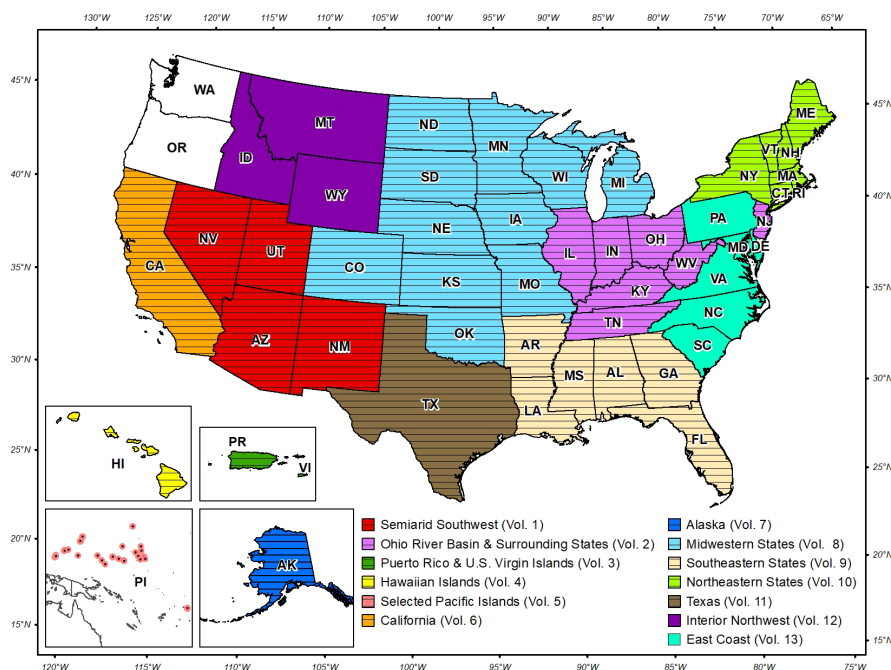 130°W 125°W 120°W 115°W 110°W 105°W 100°W 95°W 90°W 85°W 80°W 75°W 70°W 65°W
45°N
40°N
35°N
30°N
25°N
20°N
15°N
45°N
40°N
35°N
30°N
25°N
20°N
15°N
WA
OR
ID
MT
WY
ND
SD
NE
CO
KS
OK
MN
IA
MO
WI
MI
NV
UT
CA
AZ
NM
TX
IL
IN
OH
WV
KY
TN
NJ
PA
MD
DE
VA
NC
SC
ME
VT
NH
NY
MA
CT
RI
AR
LA
MS
AL
GA
FL
HI
PR
VI
PI
AK
Semiarid Southwest (Vol. 1)
Ohio River Basin & Surrounding States (Vol. 2)
Puerto Rico & U.S. Virgin Islands (Vol. 3)
Hawaiian Islands (Vol. 4)
Selected Pacific Islands (Vol. 5)
California (Vol. 6)
Alaska (Vol. 7)
Midwestern States (Vol. 8)
Southeastern States (Vol. 9)
Northeastern States (Vol. 10)
Texas (Vol. 11)
Interior Northwest (Vol. 12)
East Coast (Vol. 13)
120°W 115°W 110°W 105°W 100°W 95°W 90°W 85°W 80°W 75°W